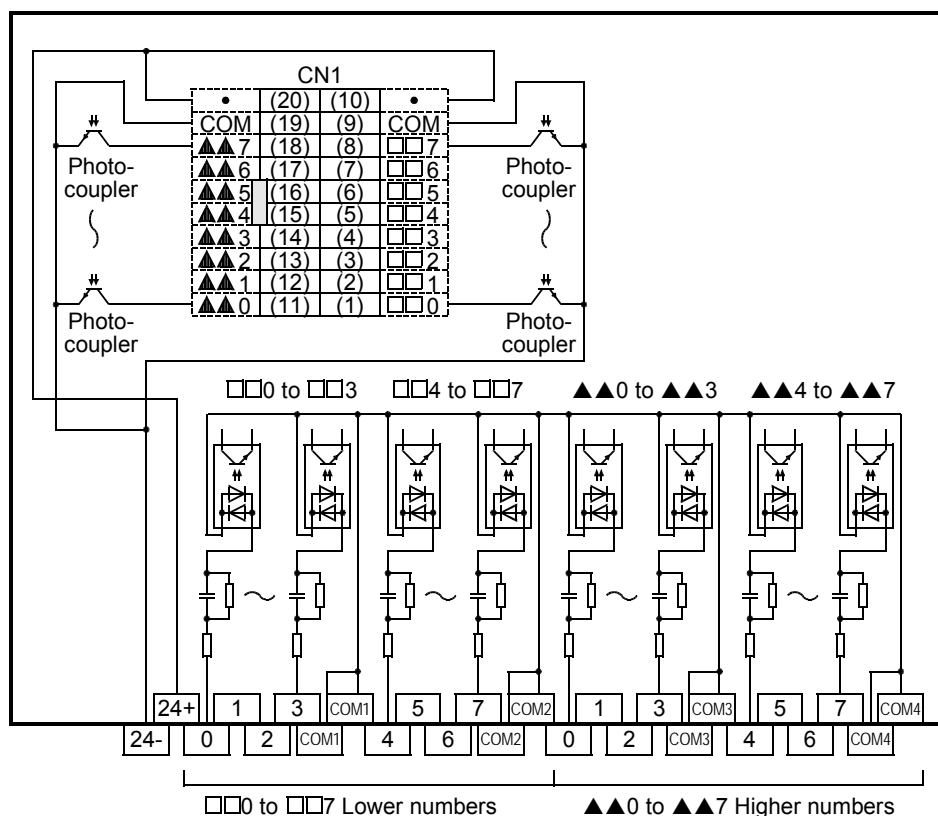 CN1
• (20) (10) •
COM (19) (9) COM
▲▲7 (18) (8) □□7
▲▲6 (17) (7) □□6
▲▲5 (16) (6) □□5
▲▲4 (15) (5) □□4
▲▲3 (14) (4) □□3
▲▲2 (13) (3) □□2
▲▲1 (12) (2) □□1
▲▲0 (11) (1) □□0
Photo-
coupler
Photo-
coupler
Photo-
coupler
Photo-
coupler
□□0 to □□3 □□4 to □□7 ▲▲0 to ▲▲3 ▲▲4 to ▲▲7
24+ 1 3 COM1 5 7 COM2 1 3 COM3 5 7 COM4
24- 0 2 COM1 4 6 COM2 0 2 COM3 4 6 COM4
□□0 to □□7 Lower numbers ▲▲0 to ▲▲7 Higher numbers